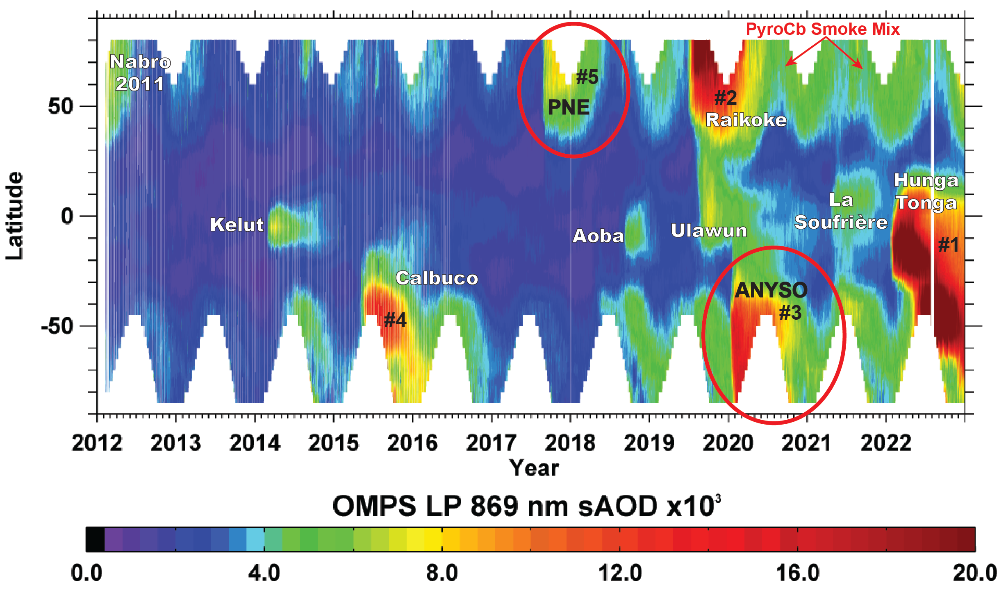 PyroCb Smoke Mix
Nabro
2011
#5
PNE
#2
Raikoke
50
Latitude
0
-50
Kelut
Calbuco
#4
Aoba
Ulawun
ANYSO
#3
La
Soufrière
Hunga
Tonga
#1
2012 2013 2014 2015 2016 2017 2018 2019 2020 2021 2022
Year
OMPS LP 869 nm sAOD x10³
0.0 4.0 8.0 12.0 16.0 20.0